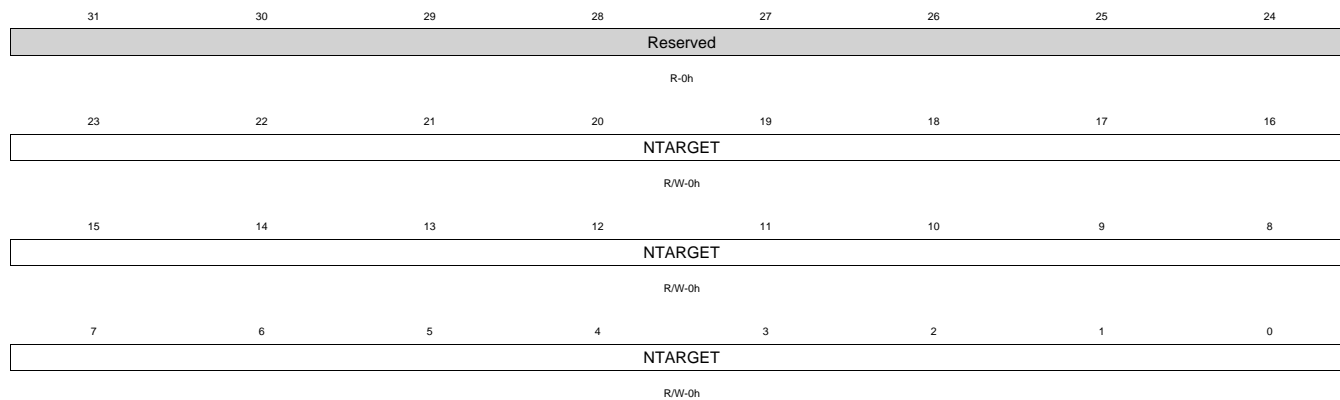 31 30 29 28 27 26 25 24
Reserved
R-0h
23 22 21 20 19 18 17 16
NTARGET
R/W-0h
15 14 13 12 11 10 9 8
NTARGET
R/W-0h
7 6 5 4 3 2 1 0
NTARGET
R/W-0h